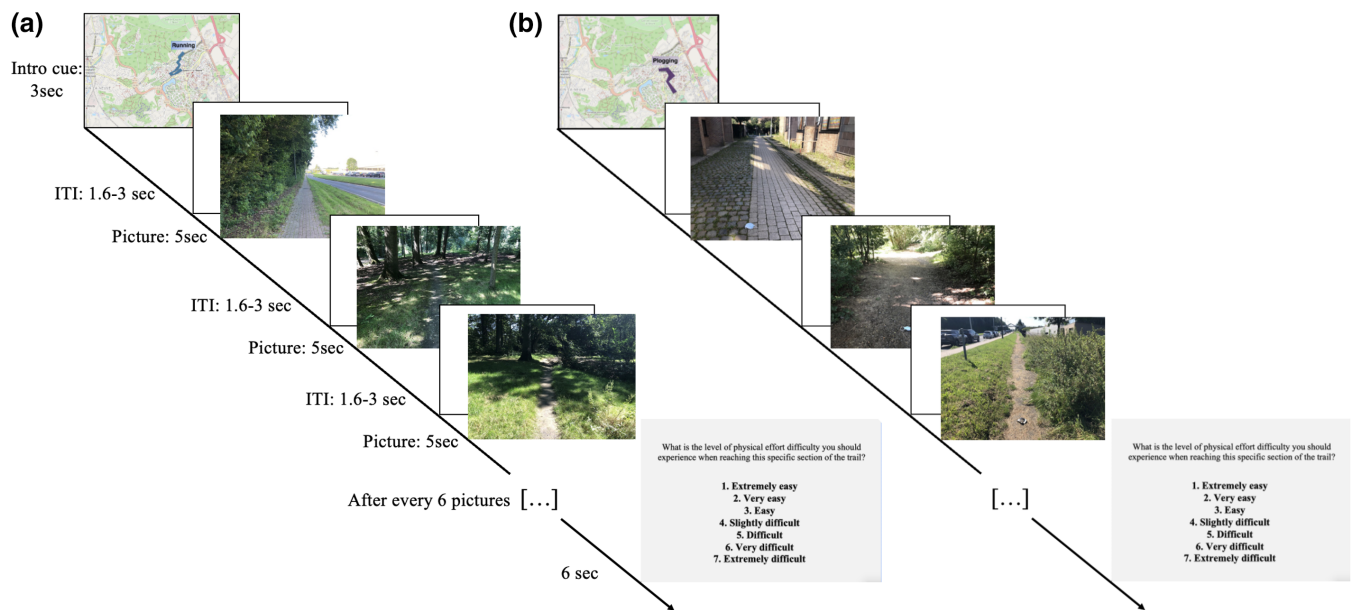 (a)
Running
Intro cue:
3sec
ITI: 1.6-3 sec
Picture: 5sec
ITI: 1.6-3 sec
Picture: 5sec
ITI: 1.6-3 sec
Picture: 5sec
After every 6 pictures […]
6 sec
What is the level of physical effort difficulty you should
experience when reaching this specific section of the trail?
1. Extremely easy
2. Very easy
3. Easy
4. Slightly difficult
5. Difficult
6. Very difficult
7. Extremely difficult
(b)
Plogging
[…]
What is the level of physical effort difficulty you should
experience when reaching this specific section of the trail?
1. Extremely easy
2. Very easy
3. Easy
4. Slightly difficult
5. Difficult
6. Very difficult
7. Extremely difficult